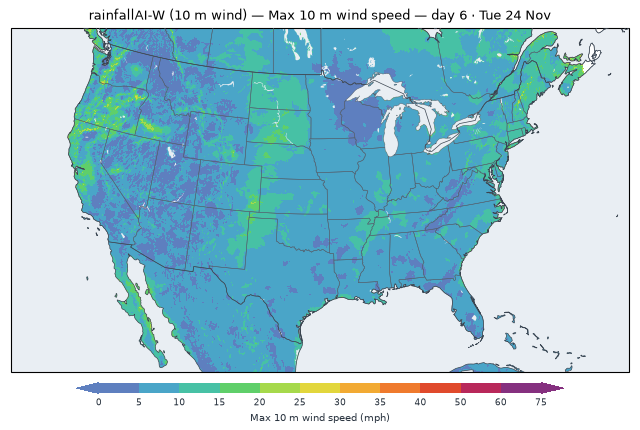 rainfallAI-W (10 m wind) — Max 10 m wind speed — day 6 · Tue 24 Nov
0 5 10 15 20 25 30 35 40 50 60 75
Max 10 m wind speed (mph)